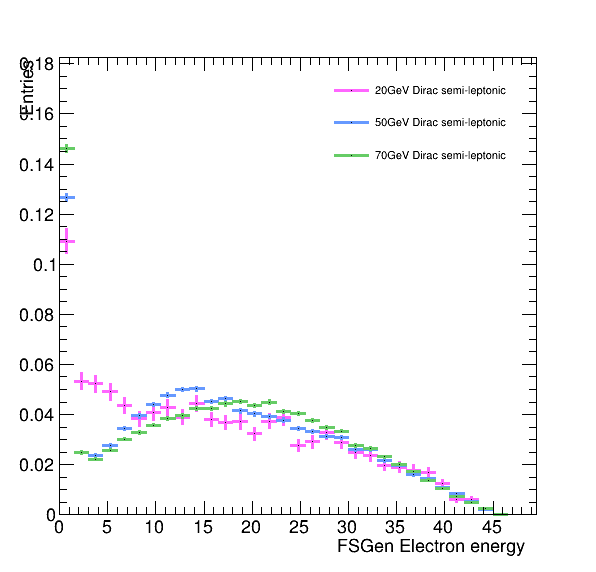 Entries
0.18
0.16
0.14
0.12
0.1
0.08
0.06
0.04
0.02
0
20GeV Dirac semi-leptonic
50GeV Dirac semi-leptonic
70GeV Dirac semi-leptonic
0 5 10 15 20 25 30 35 40 45
FSGen Electron energy